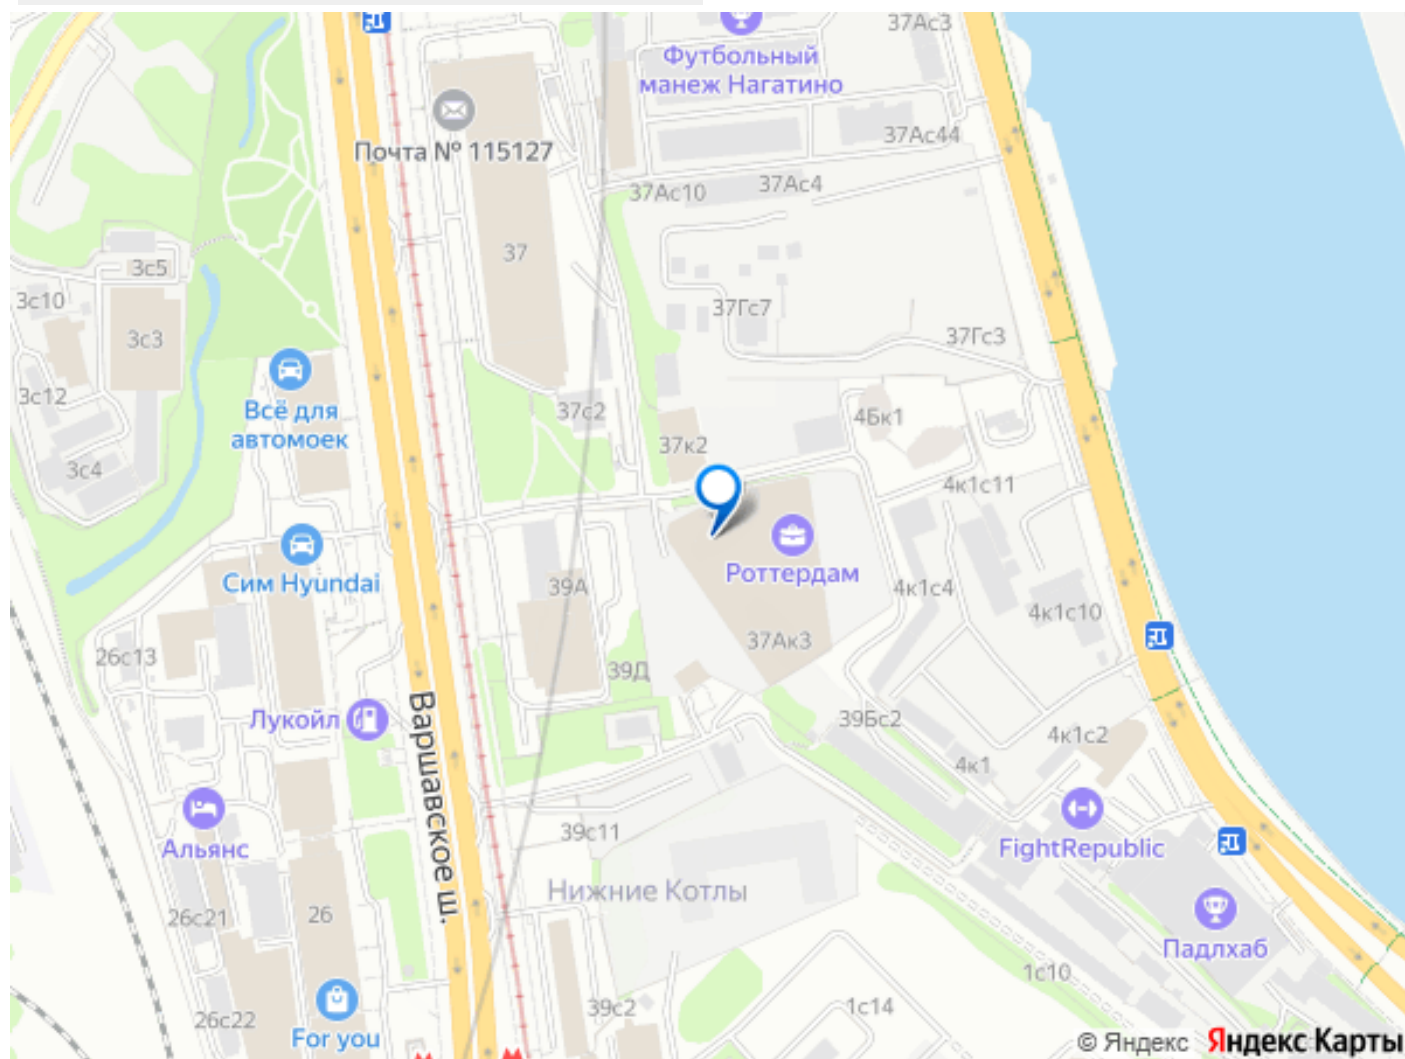 37Ас3
Футбольный
манеж Нагатино
37Ас44
Почта № 115127
37Ас10
37Ас4
37
3с5
3с10
3с3
37Гс7
37Гс3
3с12
Всё для
автомоек
37с2
4Бк1
37к2
3с4
4к1с11
Сим Hyundai
39А
Роттердам
4к1с4
4к1с10
37Ак3
26с13
39Д
Лукойл
Варшавское ш.
39Бс2
4к1с2
4к1
39с11
Альянс
FightRepublic
Нижние Котлы
26с21
26
Падлхаб
1с10
39с2
1с14
26с22
For you
© Яндекс Яндекс Карты